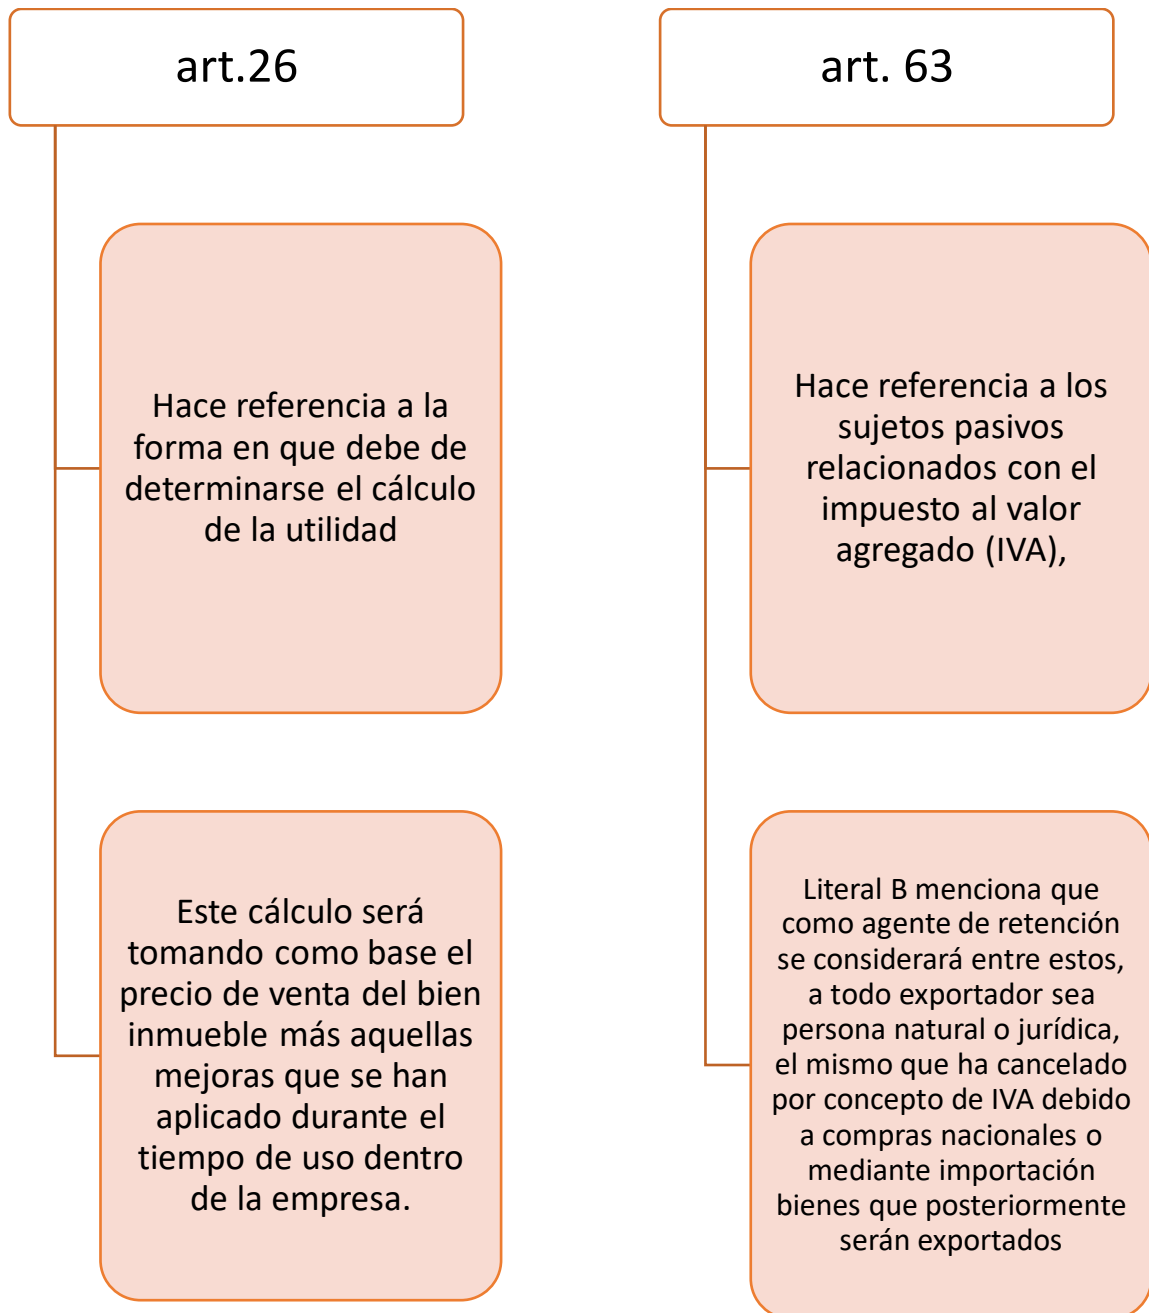 art.26
Hace referencia a la
forma en que debe de
determinarse el cálculo
de la utilidad
Este cálculo será
tomando como base el
precio de venta del bien
inmueble más aquellas
mejoras que se han
aplicado durante el
tiempo de uso dentro
de la empresa.
art. 63
Hace referencia a los
sujetos pasivos
relacionados con el
impuesto al valor
agregado (IVA),
Literal B menciona que
como agente de retención
se considerará entre estos,
a todo exportador sea
persona natural o jurídica,
el mismo que ha cancelado
por concepto de IVA debido
a compras nacionales o
mediante importación
bienes que posteriormente
serán exportados